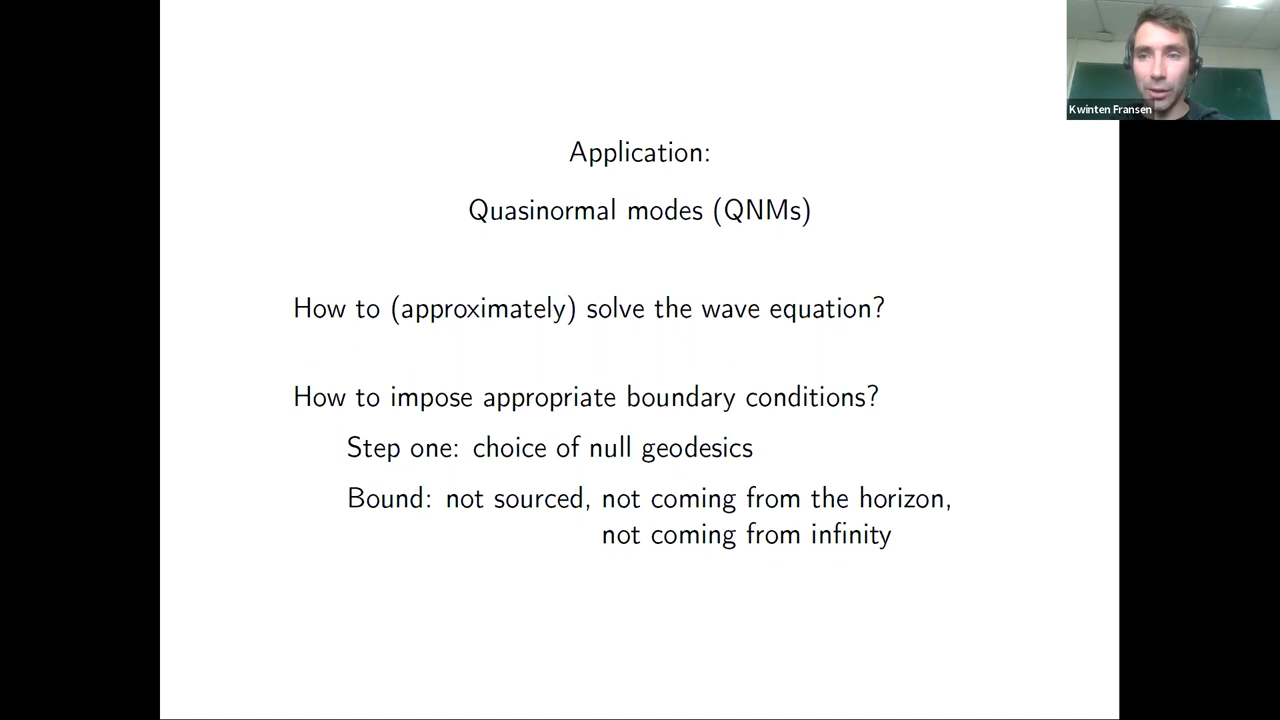 Kwinten Fransen
Application:
Quasinormal modes (QNMs)
How to (approximately) solve the wave equation?
How to impose appropriate boundary conditions?
Step one: choice of null geodesics
Bound: not sourced, not coming from the horizon,
not coming from infinity